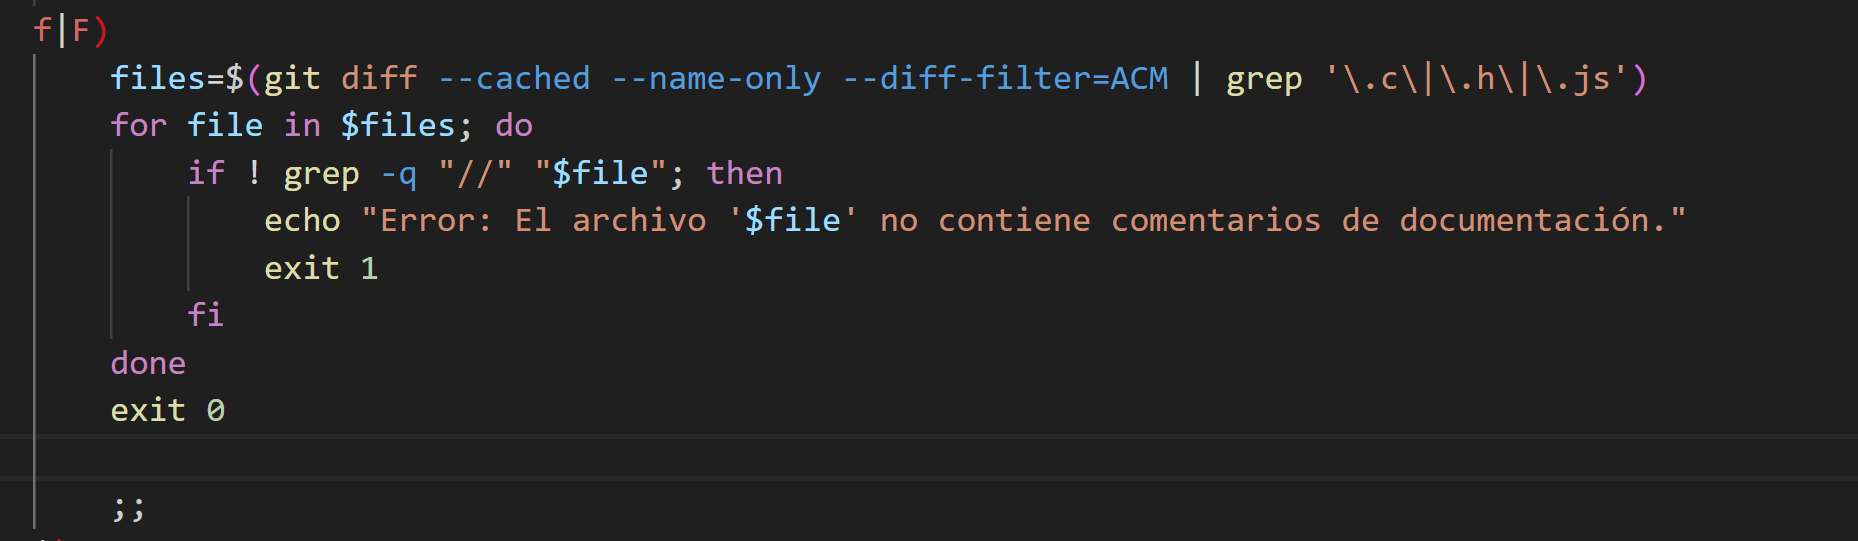 f|F)
files=$(git diff --cached --name-only --diff-filter=ACM | grep '\.c\|\.h\|\.js')
for file in $files; do
if ! grep -q "//" "$file"; then
echo "Error: El archivo '$file' no contiene comentarios de documentación."
exit 1
fi
done
exit 0
;;